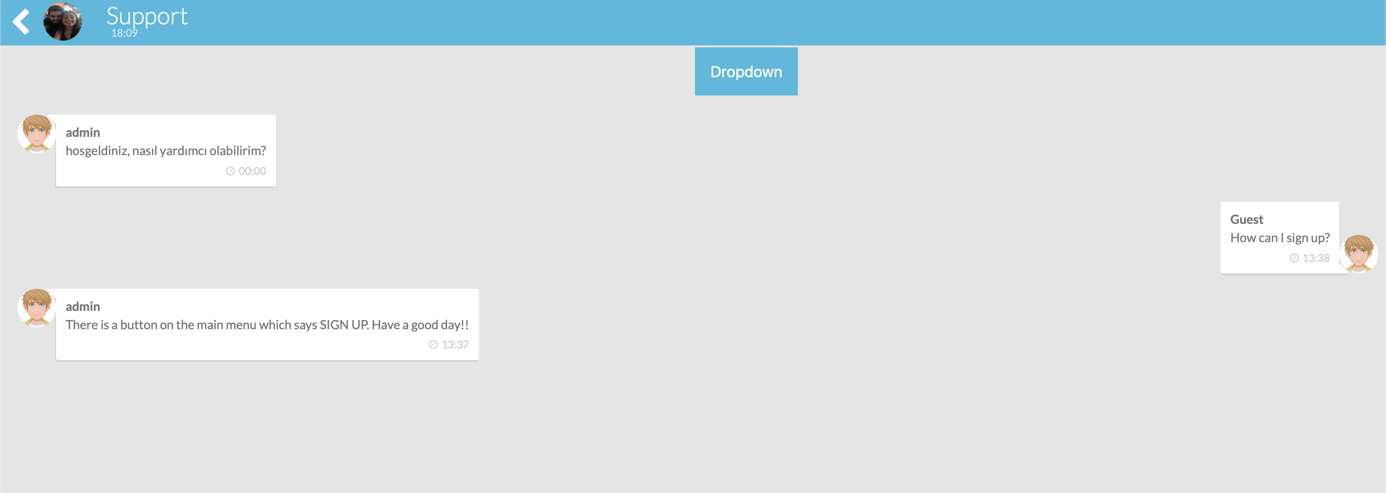 Support
18:09
Dropdown
admin
hosgeldiniz, nasıl yardımcı olabilirim?
00:00
Guest
How can I sign up?
13:38
admin
There is a button on the main menu which says SIGN UP. Have a good day!!
13:37